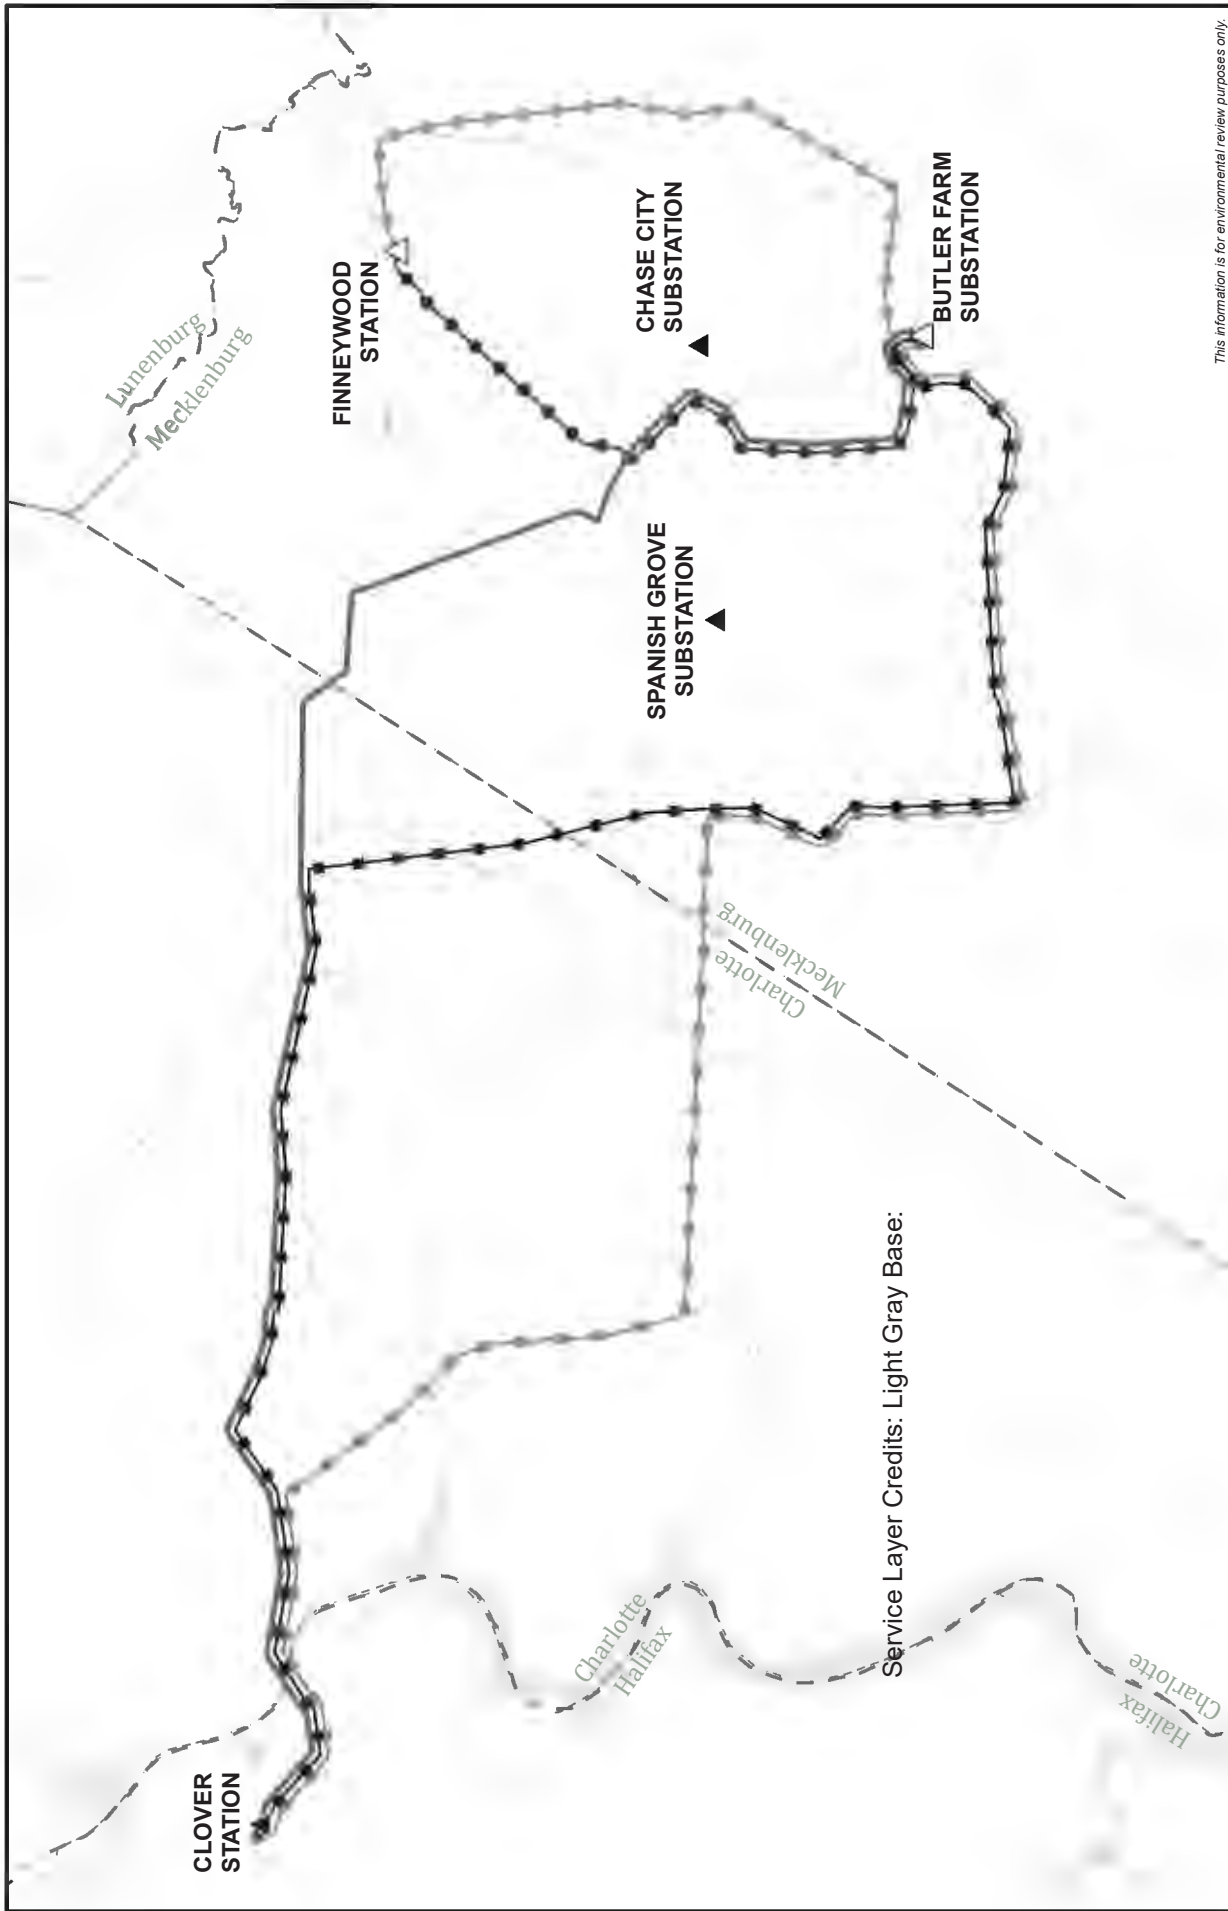 Lunenburg
Mecklenburg
FINNEYWOOD
STATION
CHASE CITY
SUBSTATION
BUTLER FARM
SUBSTATION
SPANISH GROVE
SUBSTATION
Mecklenburg
Charlotte
CLOVER
STATION
Charlotte
Halifax
Service Layer Credits: Light Gray Base:
Charlotte
Halifax
This information is for environmental review purposes only.